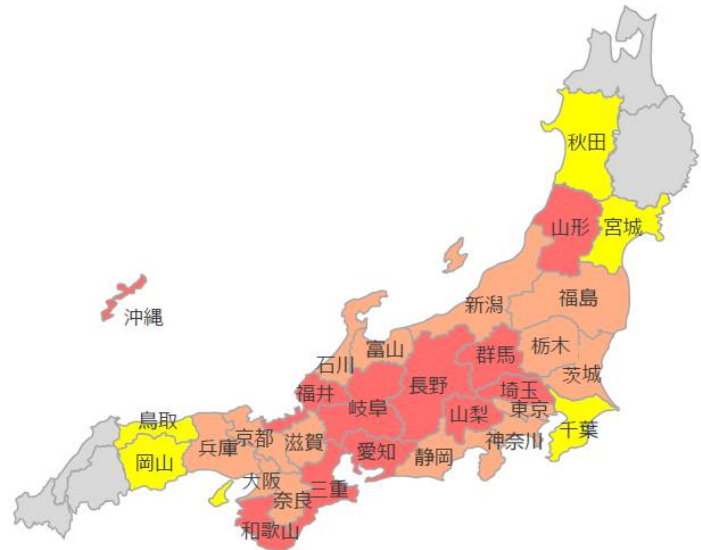 秋田
山形
宮城
新潟
福島
沖縄
石川
富山
群馬
栃木
茨城
福井
岐阜
長野
埼玉
山梨
東京
千葉
鳥取
兵庫
京都
滋賀
愛知
静岡
神奈川
岡山
大阪
奈良
三重
和歌山